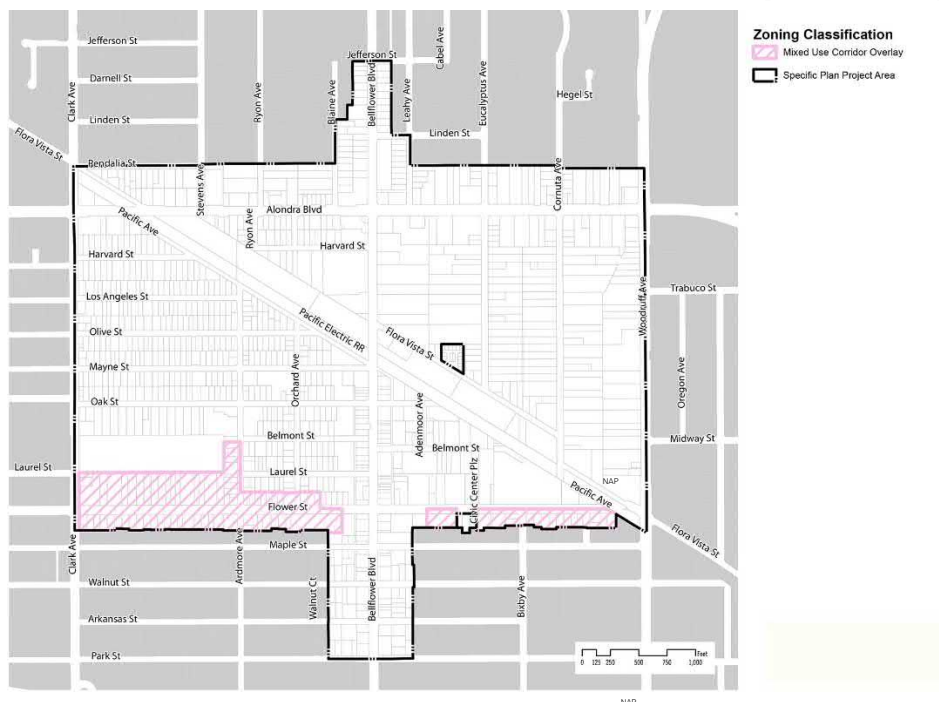 Zoning Classification
Mixed Use Corridor Overlay
Specific Plan Project Area
Jefferson St
Jefferson St
Cabel Ave
Darnell St
Clark Ave
Ryon Ave
Blaine Ave
Bellflower Blvd
Leahy Ave
Eucalyptus Ave
Hegel St
Linden St
Linden St
Flora Vista St
Rendalia St
Stevens Ave
Cornuta Ave
Pacific Ave
Alondra Blvd
Ryon Ave
Harvard St
Harvard St
Los Angeles St
Trabuco St
Woodruff Ave
Pacific Electric RR
Flora Vista St
Olive St
Mayne St
Orchard Ave
Oregon Ave
Oak St
Adenmoor Ave
Belmont St
Belmont St
Midway St
Laurel St
Laurel St
Civic Center Plz
NAP
Pacific Ave
Flower St
Flora Vista St
Maple St
Clark Ave
Ardmore Ave
Walnut St
Walnut Ct
Bellflower Blvd
Bixby Ave
Arkansas St
Park St
Feet
0 125 250 500 750 1,000
NAP